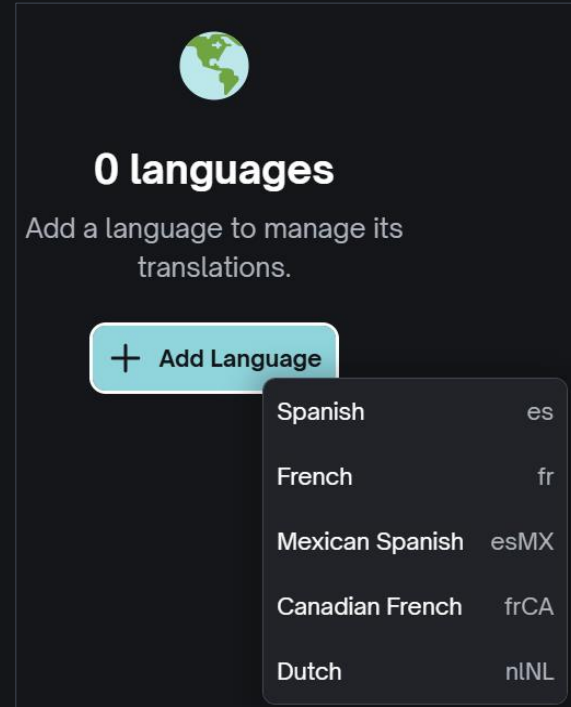 0 languages
Add a language to manage its
translations.
+ Add Language
Spanish es
French fr
Mexican Spanish esMX
Canadian French frCA
Dutch nlNL